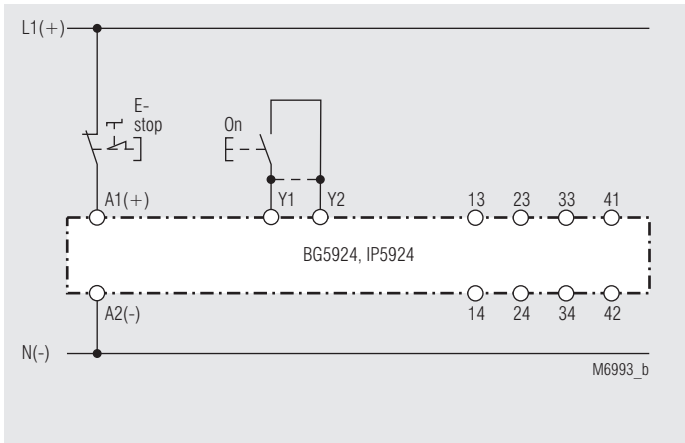 L1(+)
E-
stop
On
A1(+)
Y1
Y2
13
23
33
41
BG5924, IP5924
A2(-)
14
24
34
42
N(-)
M6993_b